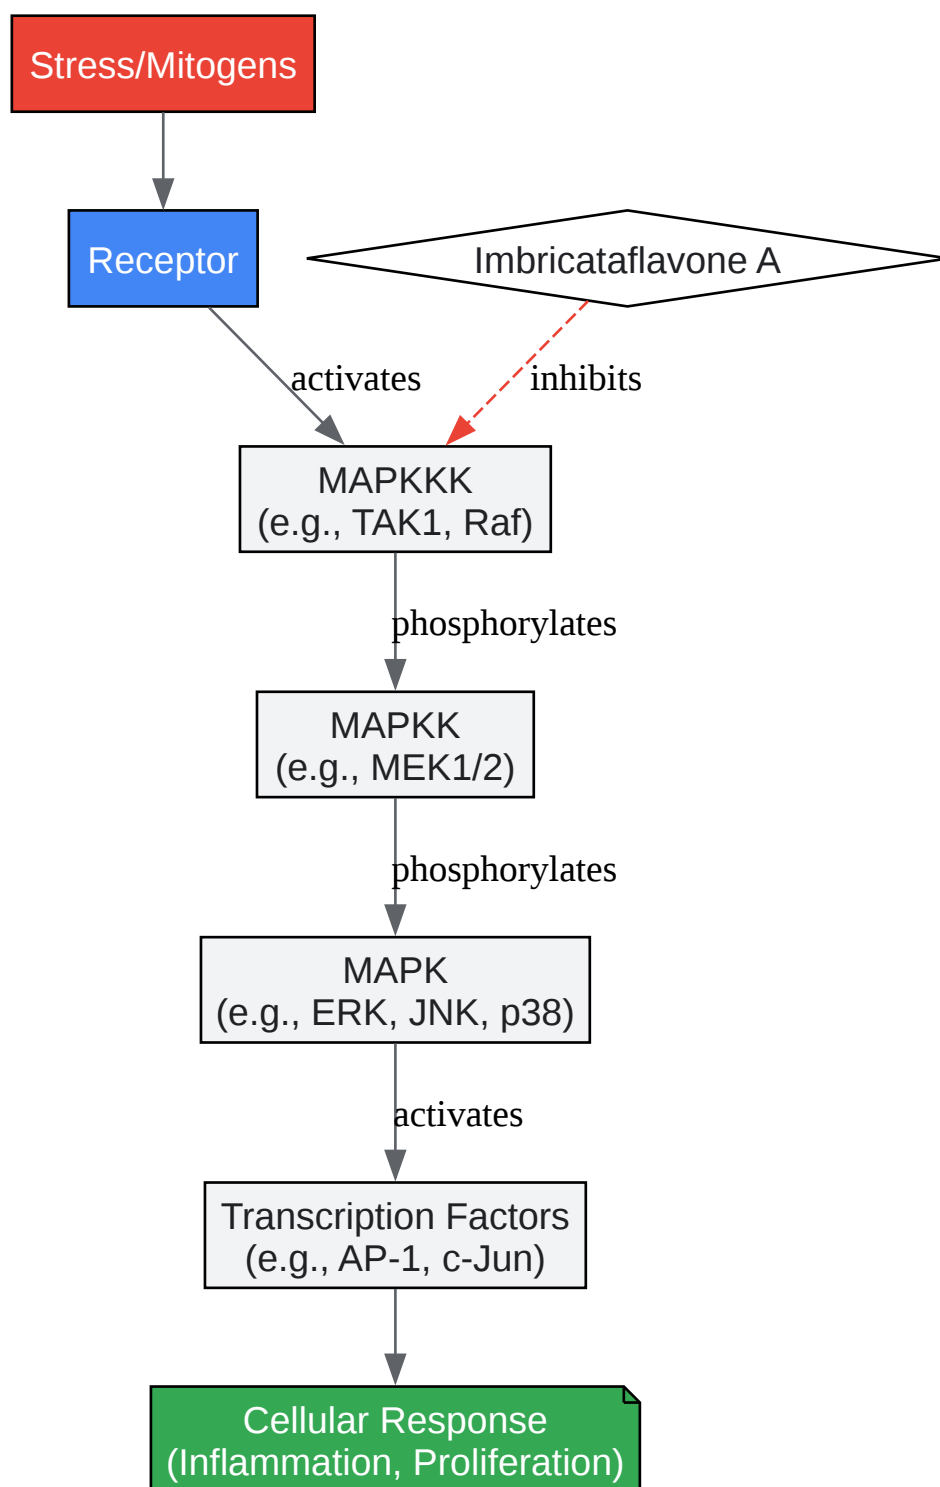 Stress/Mitogens
Receptor
Imbricataflavone A
activates
inhibits
MAPKKK
(e.g., TAK1, Raf)
phosphorylates
MAPKK
(e.g., MEK1/2)
phosphorylates
MAPK
(e.g., ERK, JNK, p38)
activates
Transcription Factors
(e.g., AP-1, c-Jun)
Cellular Response
(Inflammation, Proliferation)